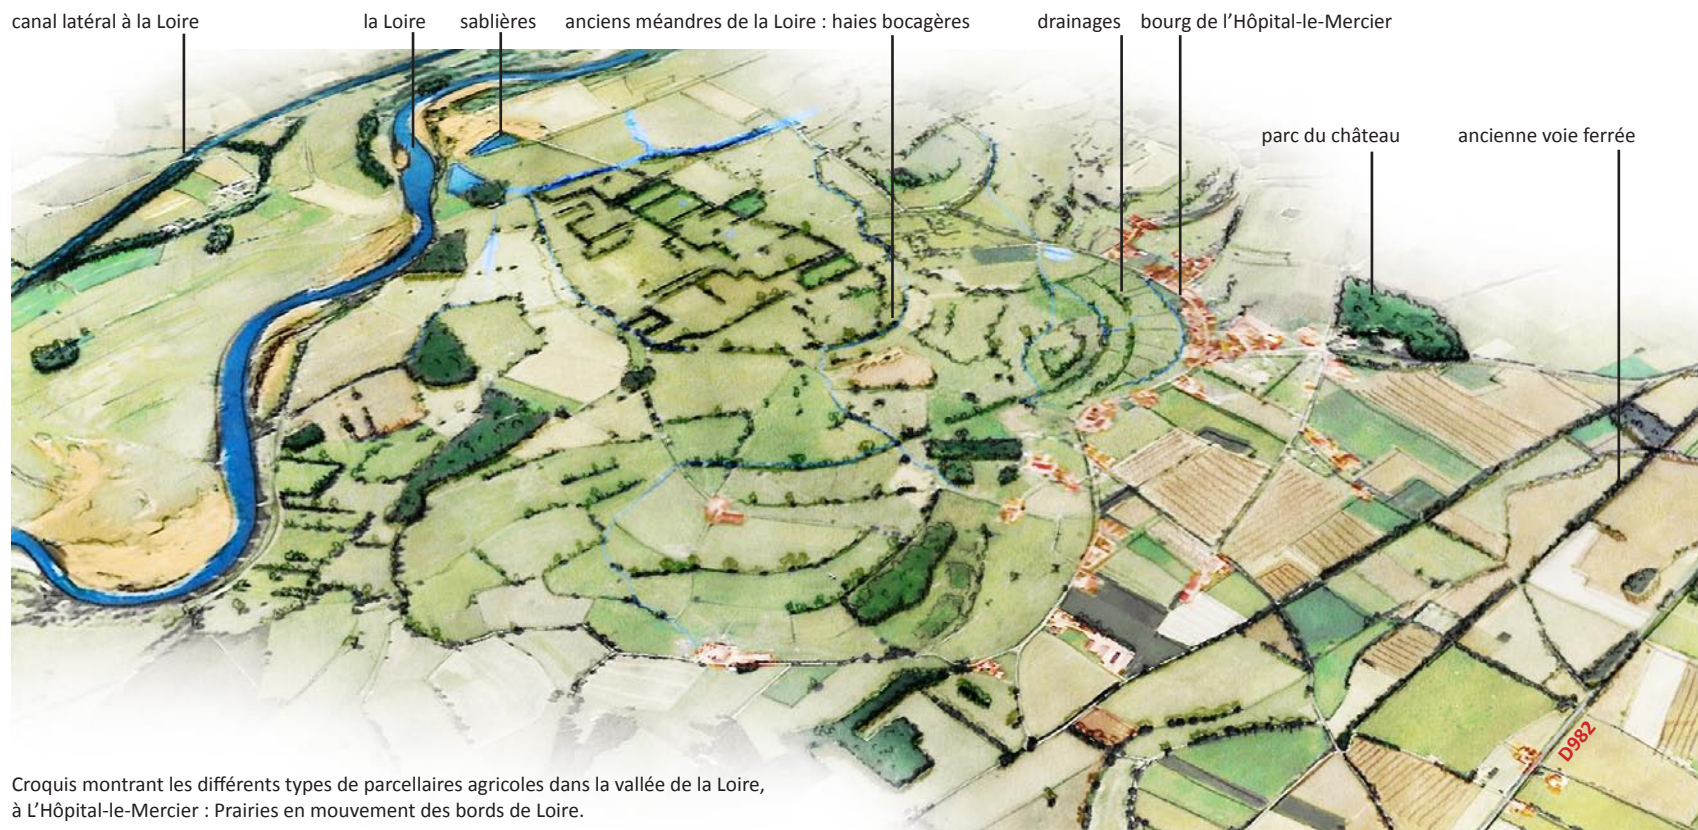 canal latéral à la Loire
la Loire
sablières
anciens méandres de la Loire : haies bocagères
drainages
bourg de l’Hôpital-le-Mercier
parc du château
ancienne voie ferrée
D982
Croquis montrant les différents types de parcellaires agricoles dans la vallée de la Loire,
à L’Hôpital-le-Mercier : Prairies en mouvement des bords de Loire.